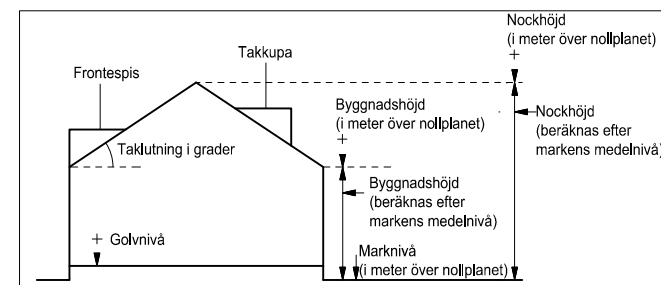 Nockhöjd
(i meter över nollplanet)
+
Takkupa
Frontespis
Byggnadshöjd
(i meter över nollplanet)
+
Nockhöjd
(beräknas efter
markens medelnivå)
Taklutning i grader
Byggnadshöjd
(beräknas efter
markens medelnivå)
+ Golvnivå
Marknivå
(i meter över nollplanet)